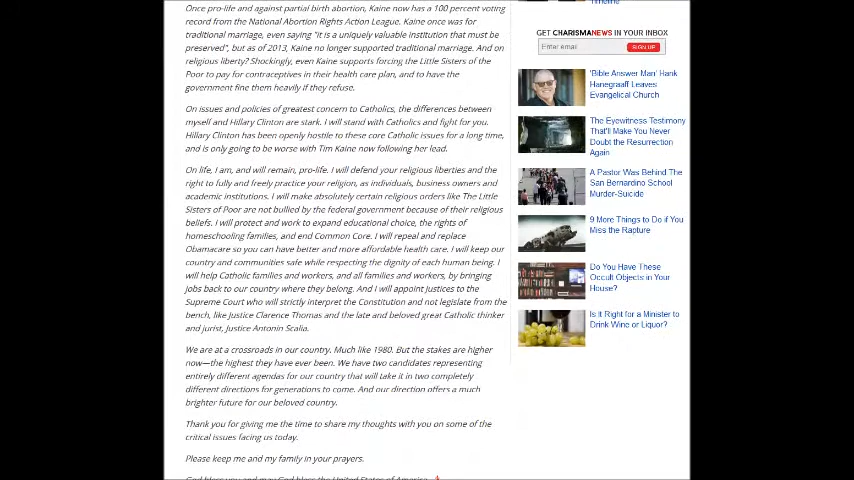 Once pro-life and against partial birth abortion, Kaine now has a 100 percent voting
record from the National Abortion Rights Action League. Kaine once was for
traditional marriage, even saying "it is a uniquely valuable institution that must be
preserved", but as of 2013, Kaine no longer supported traditional marriage. And on
religious liberty? Shockingly, even Kaine supports forcing the Little Sisters of the
Poor to pay for contraceptives in their health care plan, and to have the
government fine them heavily if they refuse.
On issues and policies of greatest concern to Catholics, the differences between
myself and Hillary Clinton are stark. I will stand with Catholics and fight for you.
Hillary Clinton has been openly hostile to these core Catholic issues for a long time,
and is only going to be worse with Tim Kaine now following her lead.
On life, I am, and will remain, pro-life. I will defend your religious liberties and the
right to fully and freely practice your religion, as individuals, business owners and
academic institutions. I will make absolutely certain religious orders like The Little
Sisters of Poor are not bullied by the federal government because of their religious
beliefs. I will protect and work to expand educational choice, the rights of
homeschooling families, and end Common Core. I will repeal and replace
Obamacare so you can have better and more affordable health care. I will keep our
country and communities safe while respecting the dignity of each human being. I
will help Catholic families and workers, and all families and workers, by bringing
jobs back to our country where they belong. And I will appoint Justices to the
Supreme Court who will strictly interpret the Constitution and not legislate from the
bench, like Justice Clarence Thomas and the late and beloved great Catholic thinker
and jurist, Justice Antonin Scalia.
We are at a crossroads in our country. Much like 1980. But the stakes are higher
now—the highest they have ever been. We have two candidates representing
entirely different agendas for our country that will take it in two completely
different directions for generations to come. And our direction offers a much
brighter future for our beloved country.
Thank you for giving me the time to share my thoughts with you on some of the
critical issues facing us today.
Please keep me and my family in your prayers.
God bless you and may God bless the United States of America.
Timeline
GET CHARISMANEWS IN YOUR INBOX
Enter email
SIGN UP
'Bible Answer Man' Hank
Hanegraaff Leaves
Evangelical Church
The Eyewitness Testimony
That'll Make You Never
Doubt the Resurrection
Again
A Pastor Was Behind The
San Bernardino School
Murder-Suicide
9 More Things to Do if You
Miss the Rapture
Do You Have These
Occult Objects in Your
House?
Is it Right for a Minister to
Drink Wine or Liquor?